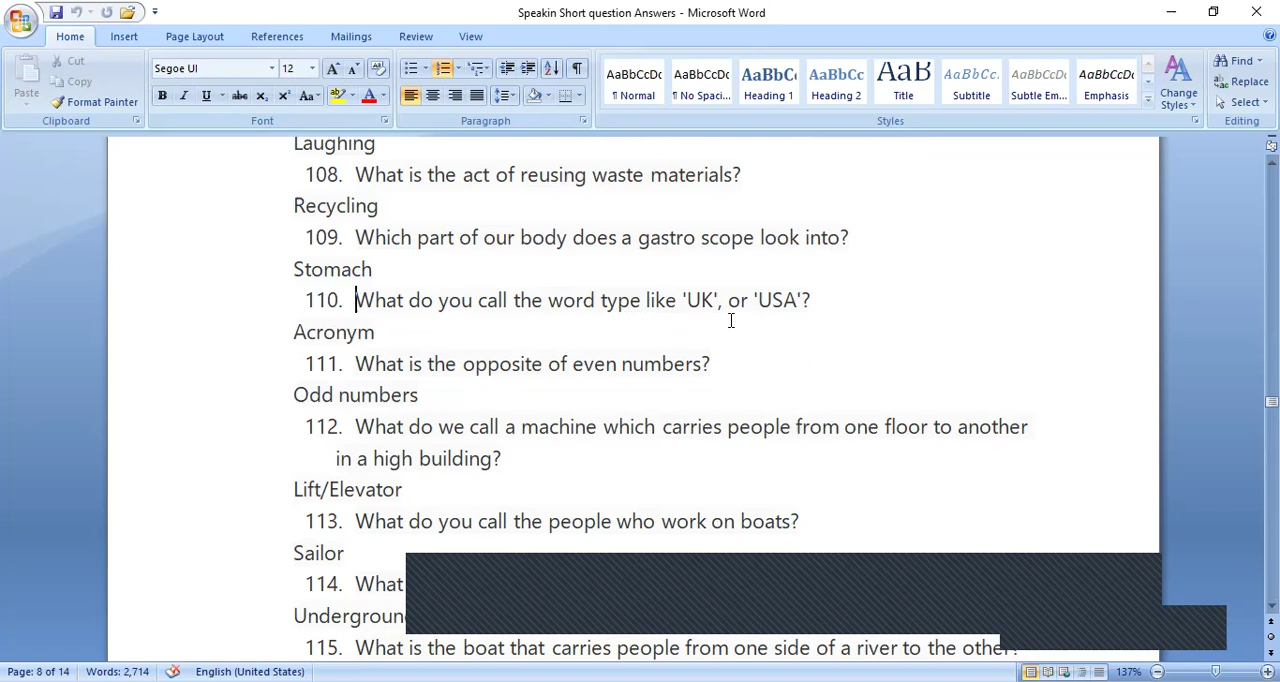 Speakin Short question Answers - Microsoft Word
Home Insert Page Layout References Mailings Review View
Paste
Cut
Copy
Format Painter
Clipboard
Segoe UI 12
Font
Paragraph
AaBbCcDc AaBbCcDc AaBbC AaBbCc AaB AaBbCc. AaBbCcDc AaBbCcDc
¶ Normal ¶ No Spaci... Heading 1 Heading 2 Title Subtitle Subtle Em... Emphasis
Change Styles
Styles
Find
Replace
Select
Editing
Laughing
108. What is the act of reusing waste materials?
Recycling
109. Which part of our body does a gastro scope look into?
Stomach
110. What do you call the word type like 'UK', or 'USA'?
Acronym
111. What is the opposite of even numbers?
Odd numbers
112. What do we call a machine which carries people from one floor to another
in a high building?
Lift/Elevator
113. What do you call the people who work on boats?
Sailor
114. What
Underground
115. What is the boat that carries people from one side of a river to the other?
Page: 8 of 14 Words: 2,714 English (United States) 137%